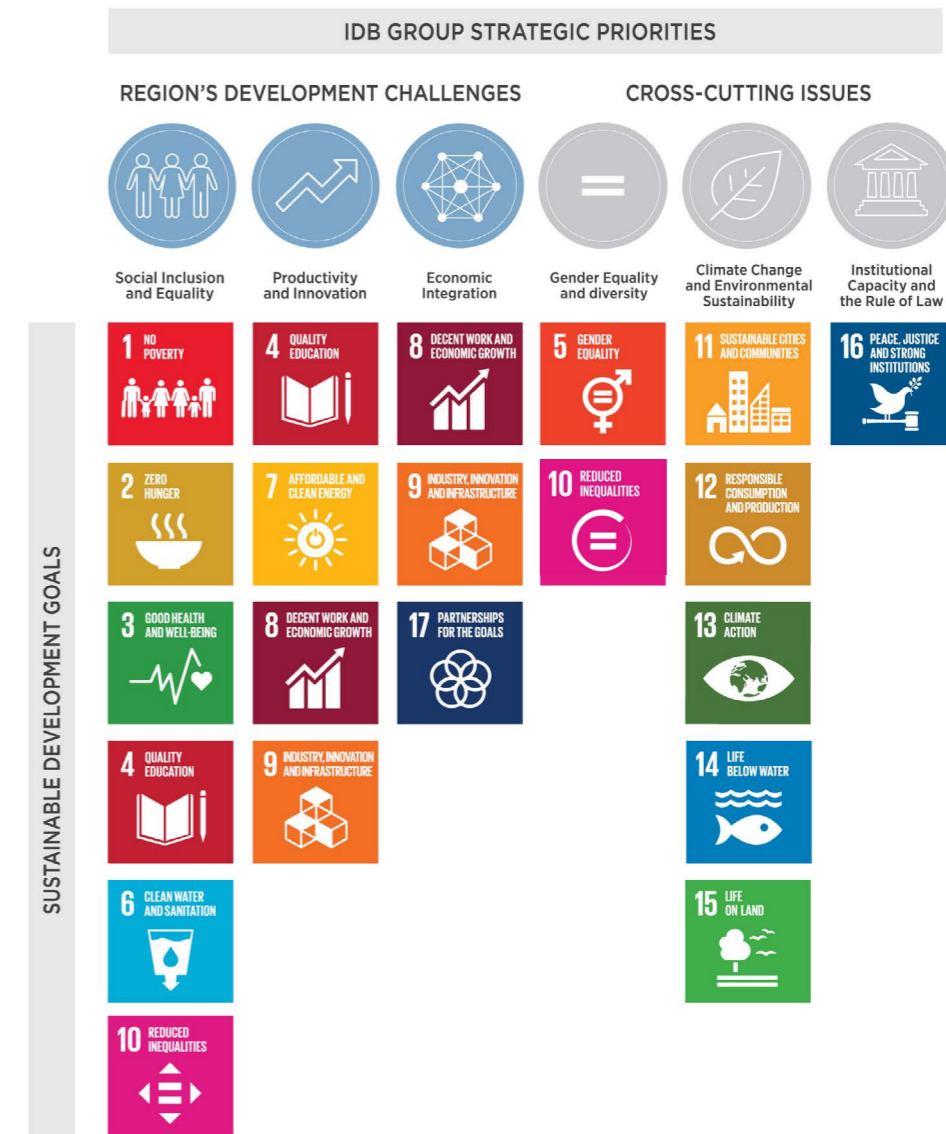 IDB GROUP STRATEGIC PRIORITIES
REGION'S DEVELOPMENT CHALLENGES
CROSS-CUTTING ISSUES
Social Inclusion
and Equality
Productivity
and Innovation
Economic
Integration
Gender Equality
and diversity
Climate Change
and Environmental
Sustainability
Institutional
Capacity and
the Rule of Law
SUSTAINABLE DEVELOPMENT GOALS
1 NO
POVERTY
4 QUALITY
EDUCATION
8 DECENT WORK AND
ECONOMIC GROWTH
5 GENDER
EQUALITY
11 SUSTAINABLE CITIES
AND COMMUNITIES
16 PEACE, JUSTICE
AND STRONG
INSTITUTIONS
2 ZERO
HUNGER
7 AFFORDABLE AND
CLEAN ENERGY
9 INDUSTRY, INNOVATION
AND INFRASTRUCTURE
10 REDUCED
INEQUALITIES
12 RESPONSIBLE
CONSUMPTION
AND PRODUCTION
3 GOOD HEALTH
AND WELL-BEING
8 DECENT WORK AND
ECONOMIC GROWTH
17 PARTNERSHIPS
FOR THE GOALS
13 CLIMATE
ACTION
4 QUALITY
EDUCATION
9 INDUSTRY, INNOVATION
AND INFRASTRUCTURE
14 LIFE
BELOW WATER
6 CLEAN WATER
AND SANITATION
15 LIFE
ON LAND
10 REDUCED
INEQUALITIES